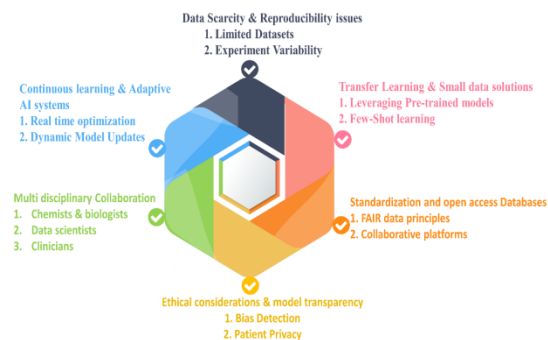 Data Scarcity & Reproducibility issues
1. Limited Datasets
2. Experiment Variability
Continuous learning & Adaptive
AI systems
1. Real time optimization
2. Dynamic Model Updates
Transfer Learning & Small data solutions
1. Leveraging Pre-trained models
2. Few-Shot learning
Multi disciplinary Collaboration
1. Chemists & biologists
2. Data scientists
3. Clinicians
Standardization and open access Databases
1. FAIR data principles
2. Collaborative platforms
Ethical considerations & model transparency
1. Bias Detection
2. Patient Privacy